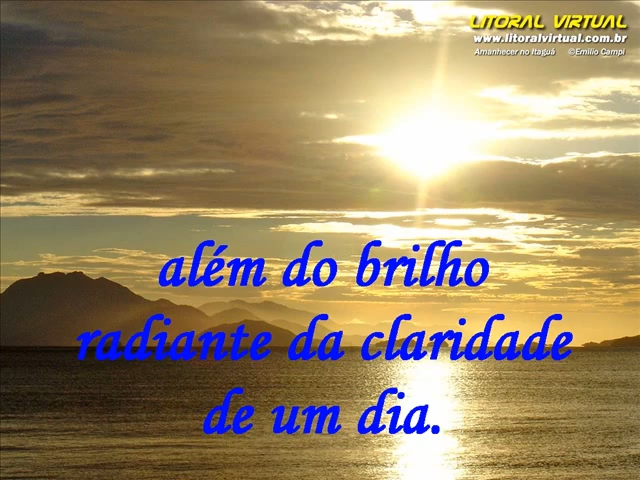 LITORAL VIRTUAL
www.litoralvirtual.com.br
Amanhecer no Itaguá ©Emilio Campi
além do brilho
radiante da claridade
de um dia.